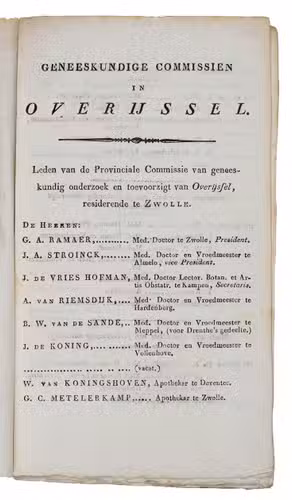 GENEESKUNDIGE COMMISSIEN
IN
OVERIJSSEL.
Leden van de Provinciale Commissie van genees-
kundig onderzoek en toevoorzigt van Overijsel,
residerende te ZWOLLE.
DE HEEREN:
G. A. RAMAER, .......... Med. Doctor te Zwolle, President.
J. A. STROINCK, ........ Med. Doctor en Vroedmeester te
Almelo, vice President.
J. DE VRIES HOFMAN, Med. Doctor Lector. Botan. et Ar-
tis Obstetr. te Kampen, Secretaris.
A. VAN RIEMSDIJK, .... Med. Doctor en Vroedmeester te
Hardenberg.
B. W. VAN DE SANDE, .. Med. Doctor en Vroedmeester te
Meppel, (voor Drenthe's gedeelte.)
J. DE KONING, .......... Med. Doctor en Vroedmeester te
Vollenhove.
.................... (vacat.)
W. VAN KONINGSHOVEN, Apothekar te Deventer.
G. C. METELERKAMP, ..... Apothekar te Zwolle.